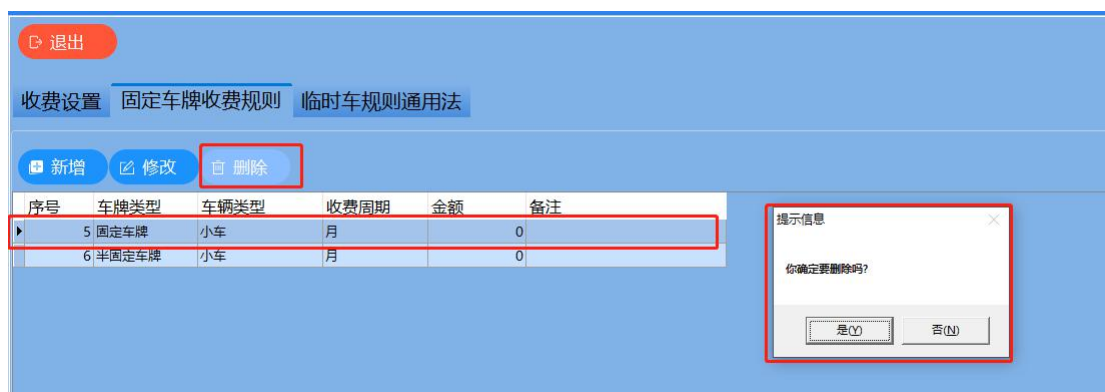 退出
收费设置 固定车牌收费规则 临时车规则通用法
新增 修改 删除
序号 车牌类型 车辆类型 收费周期 金额 备注
5 固定车牌 小车 月 0
6 半固定车牌 小车 月 0
提示信息
你确定要删除吗?
是(Y) 否(N)